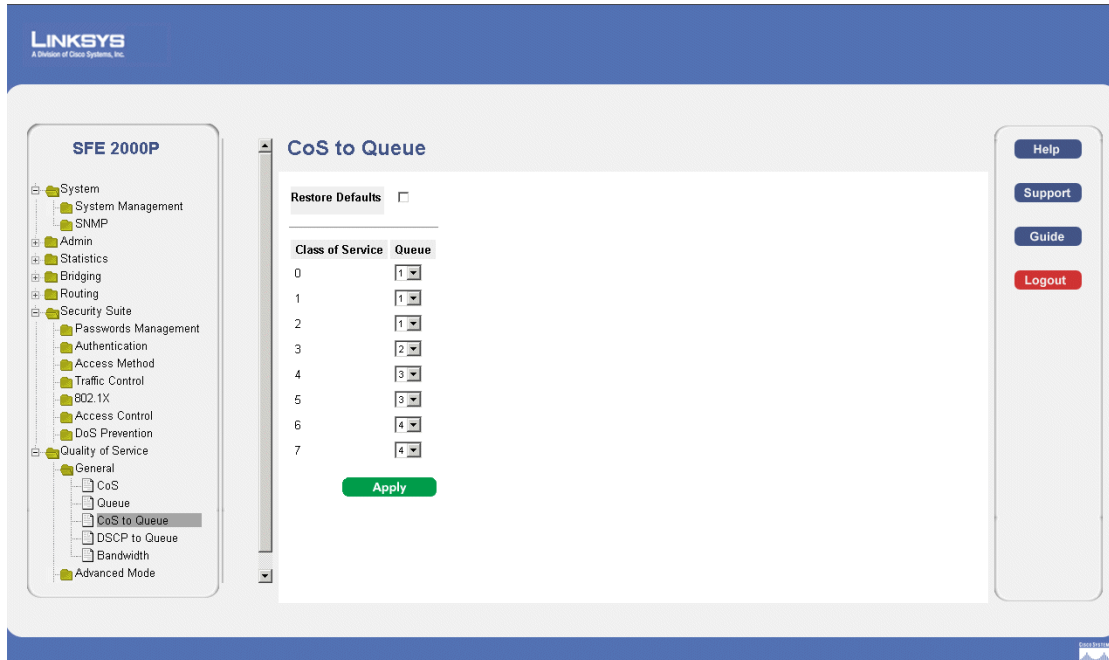 LINKSYS
A Division of Cisco Systems, Inc.
SFE 2000P
System
System Management
SNMP
Admin
Statistics
Bridging
Routing
Security Suite
Passwords Management
Authentication
Access Method
Traffic Control
802.1X
Access Control
DoS Prevention
Quality of Service
General
CoS
Queue
CoS to Queue
DSCP to Queue
Bandwidth
Advanced Mode
CoS to Queue
Restore Defaults
Class of Service Queue
0 1
1 1
2 1
3 2
4 3
5 3
6 4
7 4
Apply
Help
Support
Guide
Logout
Cisco Systems